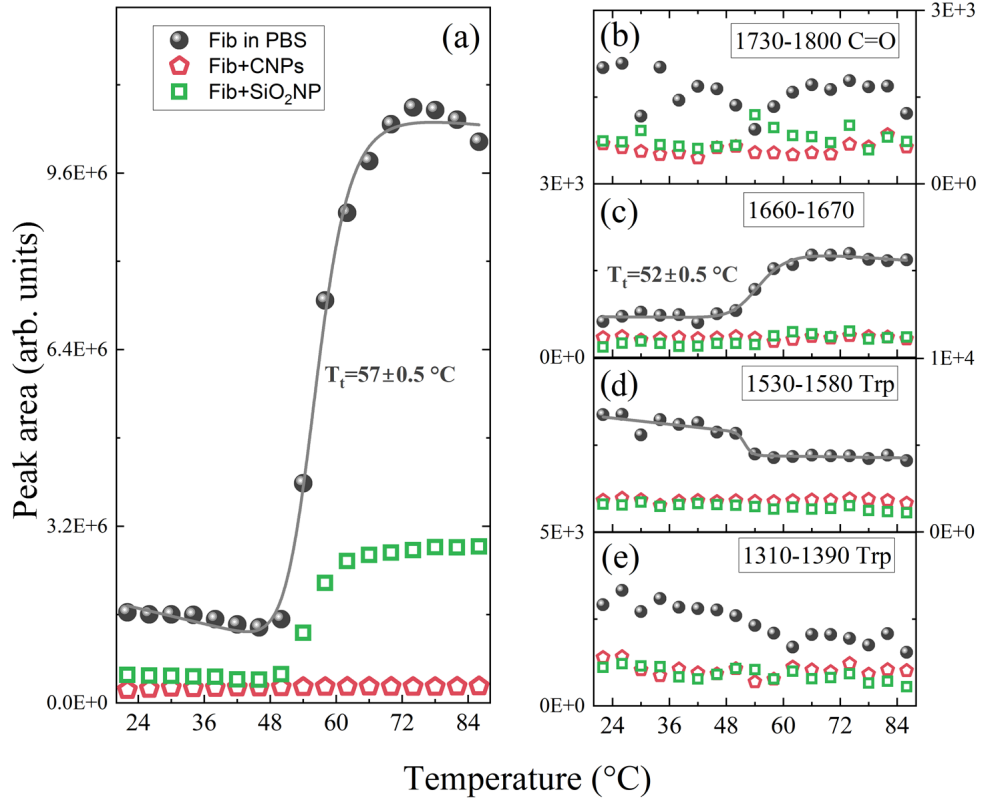 (a)
Fib in PBS
Fib+CNPs
Fib+SiO₂NP
9.6E+6
6.4E+6
3.2E+6
0.0E+0
Tₜ=57±0.5 °C
24 36 48 60 72 84
Peak area (arb. units)
(b)
1730-1800 C=O
3E+3
0E+0
(c)
1660-1670
3E+3
0E+0
Tₜ=52±0.5 °C
(d)
1530-1580 Trp
1E+4
0E+0
(e)
1310-1390 Trp
5E+3
0E+0
24 36 48 60 72 84
Temperature (°C)